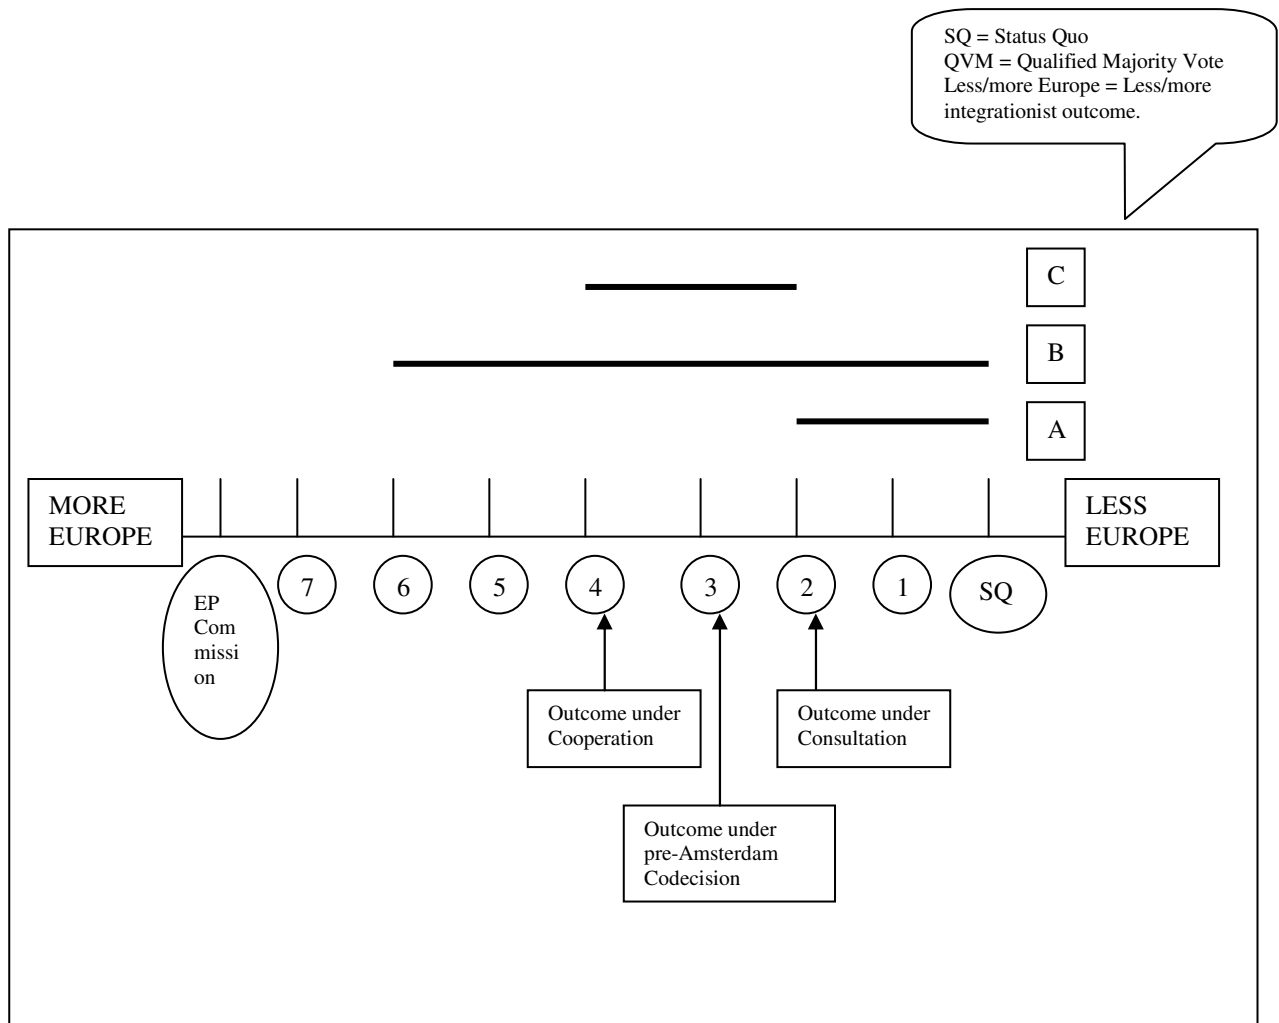 SQ = Status Quo
QVM = Qualified Majority Vote
Less/more Europe = Less/more
integrationist outcome.
C
B
A
MORE
EUROPE
LESS
EUROPE
EP
Com
missi
on
7
6
5
4
3
2
1
SQ
Outcome under
Cooperation
Outcome under
Consultation
Outcome under
pre-Amsterdam
Codecision